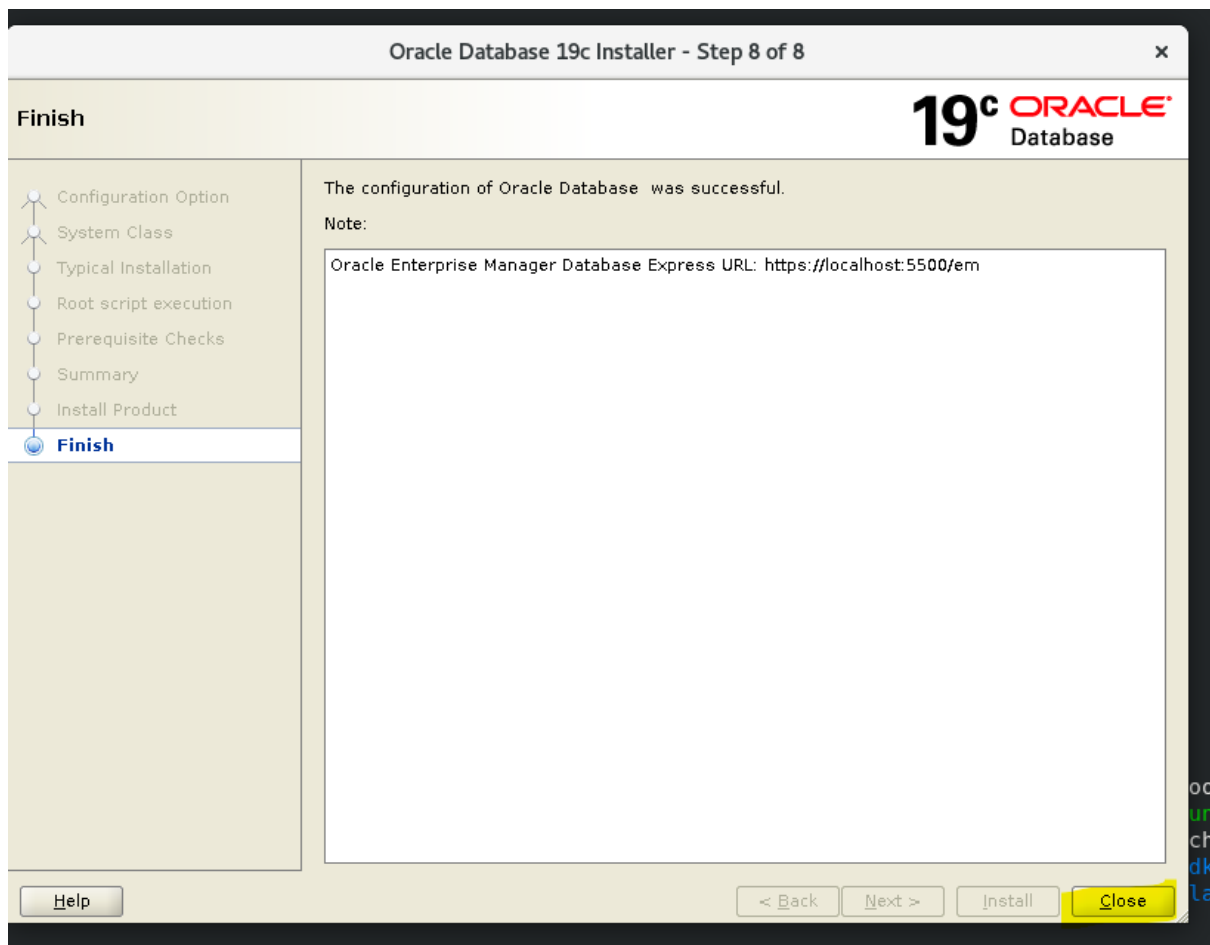 Oracle Database 19c Installer - Step 8 of 8
×
Finish
19c ORACLE
Database
Configuration Option
System Class
Typical Installation
Root script execution
Prerequisite Checks
Summary
Install Product
Finish
The configuration of Oracle Database was successful.
Note:
Oracle Enterprise Manager Database Express URL: https://localhost:5500/em
Help
< Back
Next >
Install
Close